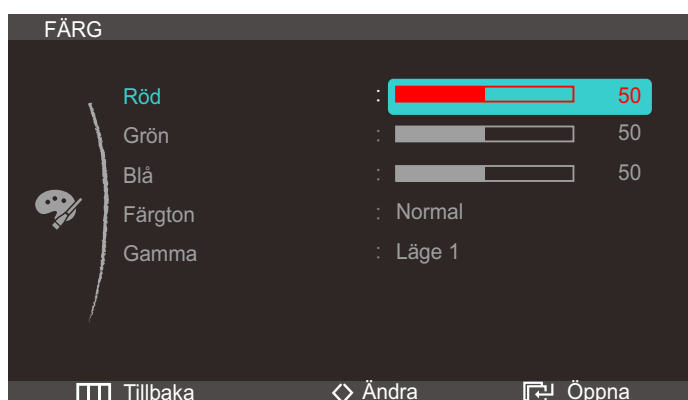 FÄRG
Röd : 50
Grön : 50
Blå : 50
Färgton : Normal
Gamma : Läge 1
Tillbaka Ändra Öppna